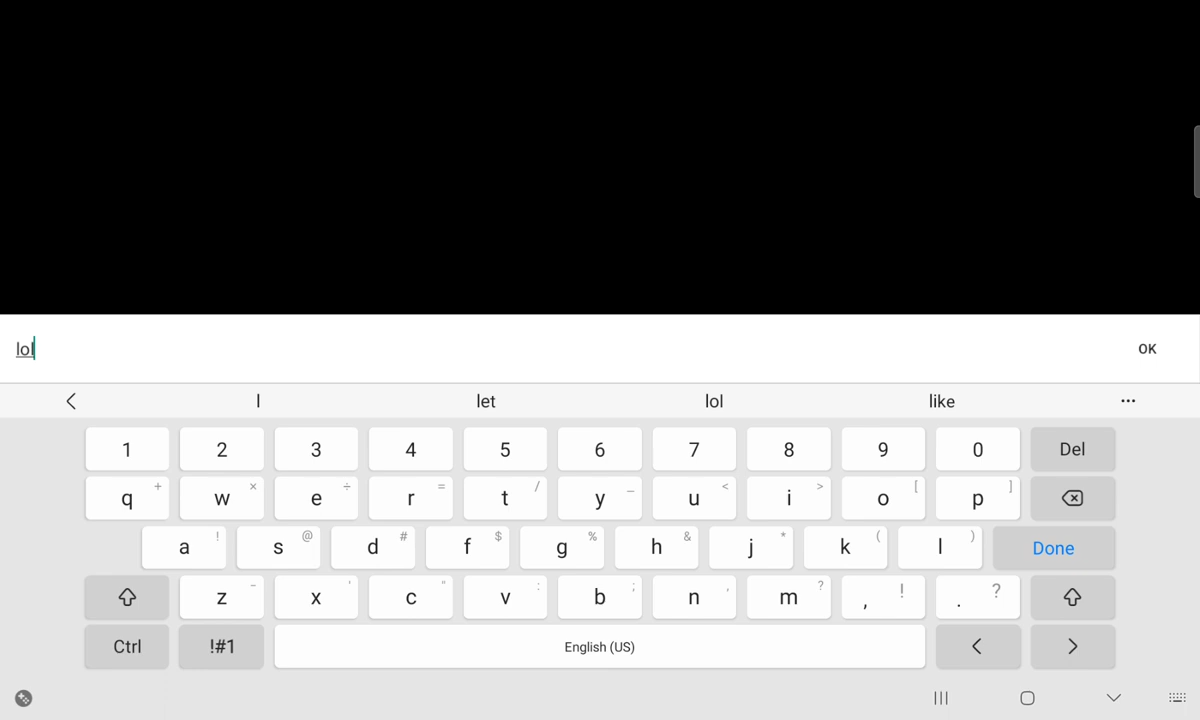 lol
OK
l let lol like ...
1 2 3 4 5 6 7 8 9 0 Del
q + w × e ÷ r = t / y _ u < i > o [ p ]
a ! s @ d # f $ g % h & j * k ( l ) Done
z - x ' c " v : b ; n , m ? , ! . ?
Ctrl !#1 English (US) < >